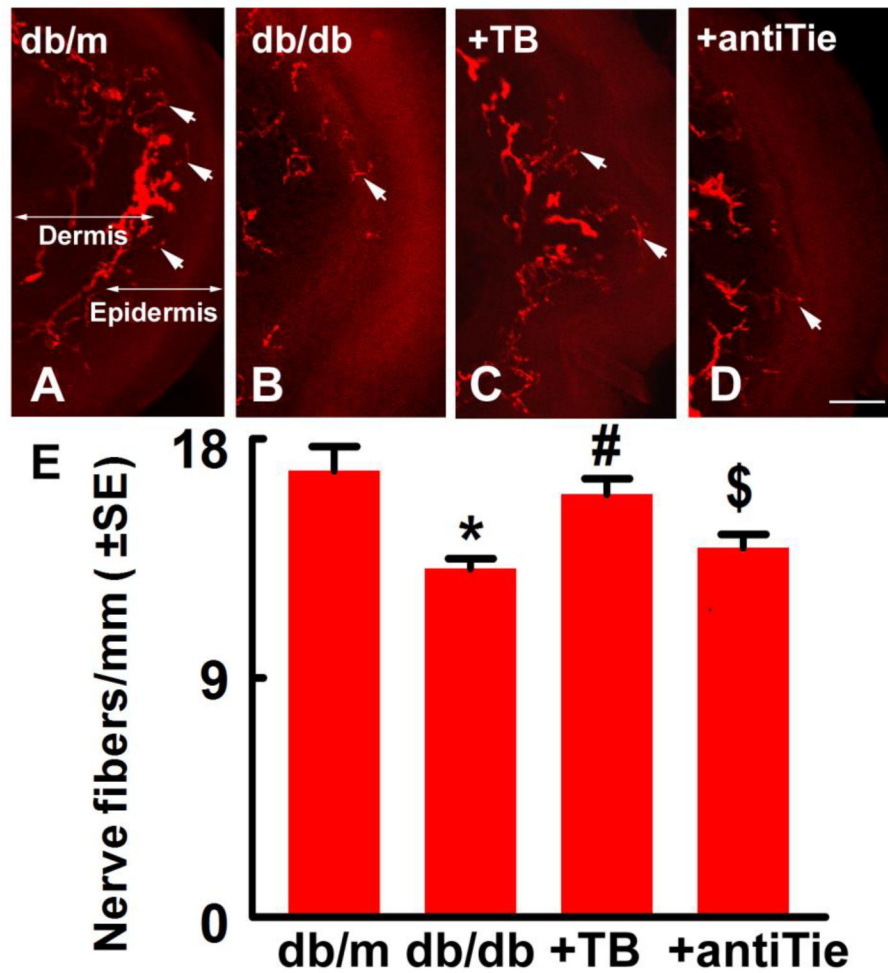 db/m
db/db
+TB
+antiTie
Dermis
Epidermis
A
B
C
D
E
Nerve fibers/mm ( ±SE)
18
9
0
*
#
$
db/m
db/db
+TB
+antiTie